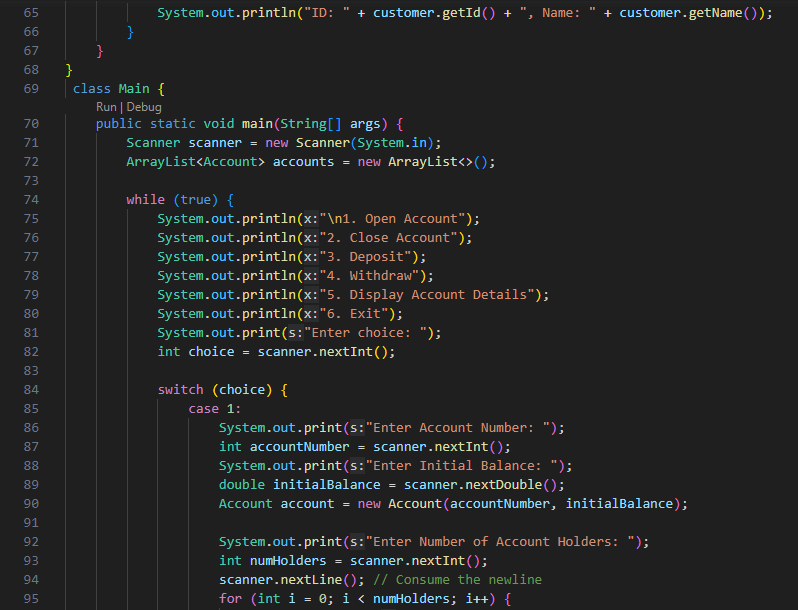 65 System.out.println("ID: " + customer.getId() + ", Name: " + customer.getName());
66 }
67 }
68 }
69 class Main {
Run | Debug
70 public static void main(String[] args) {
71 Scanner scanner = new Scanner(System.in);
72 ArrayList<Account> accounts = new ArrayList<>();
73
74 while (true) {
75 System.out.println(x:"\n1. Open Account");
76 System.out.println(x:"2. Close Account");
77 System.out.println(x:"3. Deposit");
78 System.out.println(x:"4. Withdraw");
79 System.out.println(x:"5. Display Account Details");
80 System.out.println(x:"6. Exit");
81 System.out.print(s:"Enter choice: ");
82 int choice = scanner.nextInt();
83
84 switch (choice) {
85 case 1:
86 System.out.print(s:"Enter Account Number: ");
87 int accountNumber = scanner.nextInt();
88 System.out.print(s:"Enter Initial Balance: ");
89 double initialBalance = scanner.nextDouble();
90 Account account = new Account(accountNumber, initialBalance);
91
92 System.out.print(s:"Enter Number of Account Holders: ");
93 int numHolders = scanner.nextInt();
94 scanner.nextLine(); // Consume the newline
95 for (int i = 0; i < numHolders; i++) {